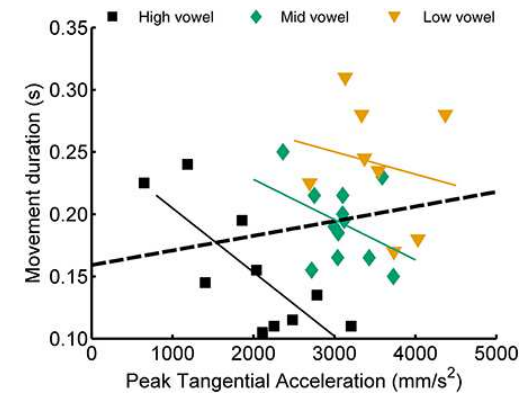 High vowel Mid vowel Low vowel
0.35
0.30
0.25
0.20
0.15
0.10
Movement duration (s)
0 1000 2000 3000 4000 5000
Peak Tangential Acceleration (mm/s²)